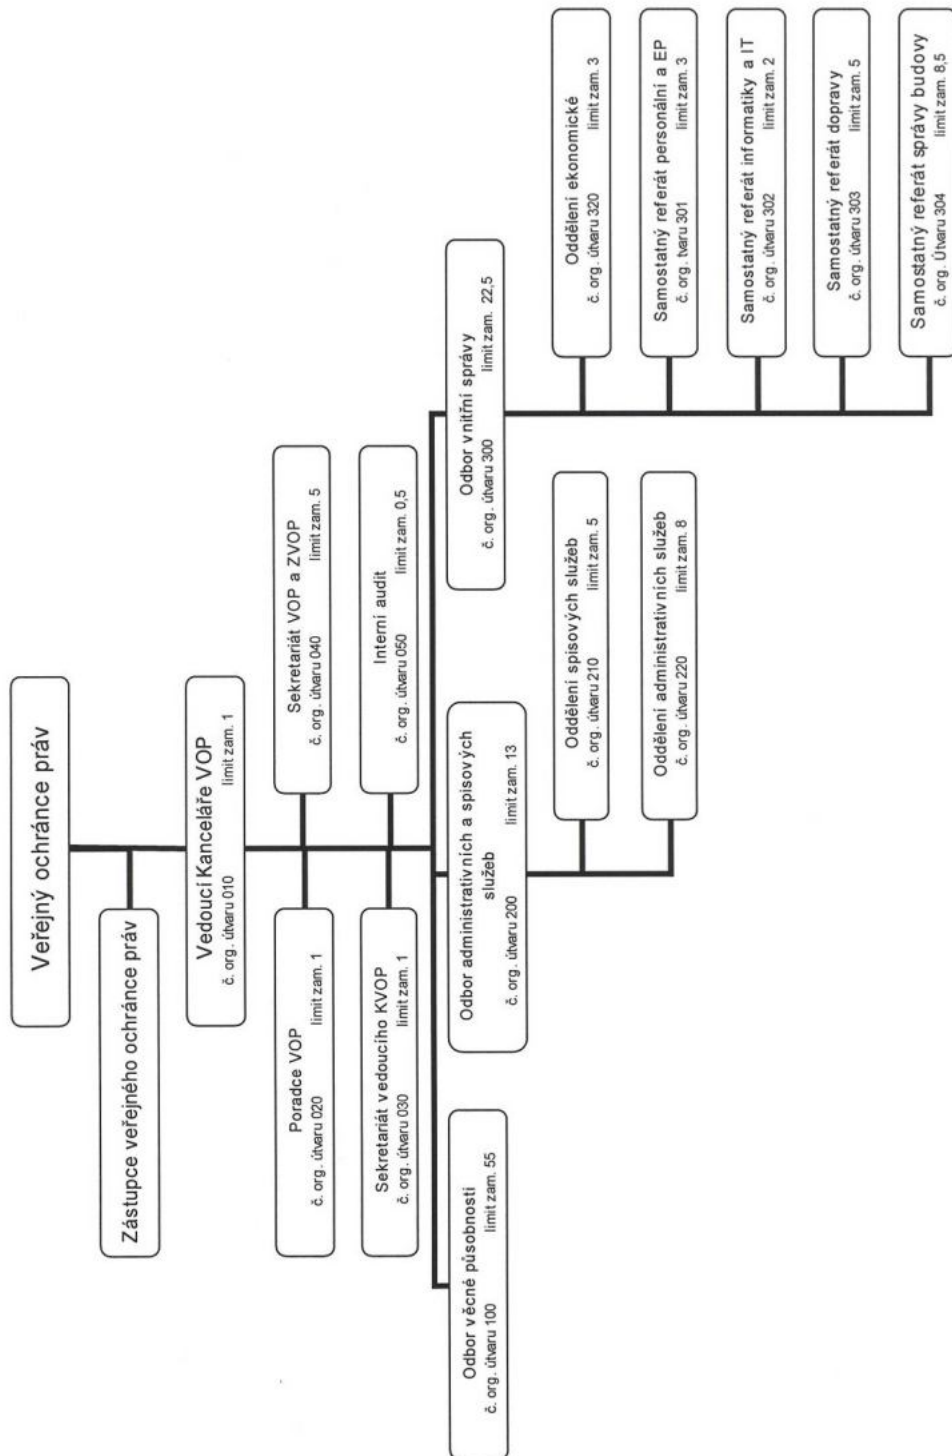 Veřejný ochránce práv
Zástupce veřejného ochránce práv
Vedoucí Kanceláře VOP
č. org. útvaru 010 limit zam. 1
Poradce VOP
č. org. útvaru 020 limit zam. 1
Sekretariát VOP a ZVOP
č. org. útvaru 040 limit zam. 5
Sekretariát vedoucího KVOP
č. org. útvaru 030 limit zam. 1
Interní audit
č. org. útvaru 050 limit zam. 0,5
Odbor věcné působnosti
č. org. útvaru 100 limit zam. 55
Odbor administrativních a spisových
služeb
č. org. útvaru 200 limit zam. 13
Odbor vnitřní správy
č. org. útvaru 300 limit zam. 22,5
Oddělení spisových služeb
č. org. útvaru 210 limit zam. 5
Oddělení administrativních služeb
č. org. útvaru 220 limit zam. 8
Oddělení ekonomické
č. org. útvaru 320 limit zam. 3
Samostatný referát personální a EP
č. org. tvaru 301 limit zam. 3
Samostatný referát informatiky a IT
č. org. útvaru 302 limit zam. 2
Samostatný referát dopravy
č. org. útvaru 303 limit zam. 5
Samostatný referát správy budovy
č. org. Útvaru 304 limit zam. 8,5